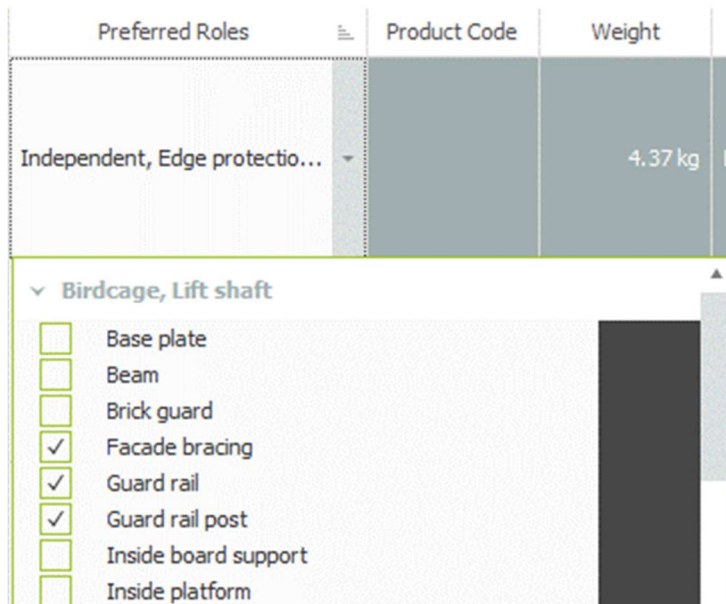 Preferred Roles Product Code Weight
Independent, Edge protectio... 4.37 kg
Birdcage, Lift shaft
Base plate
Beam
Brick guard
Facade bracing
Guard rail
Guard rail post
Inside board support
Inside platform